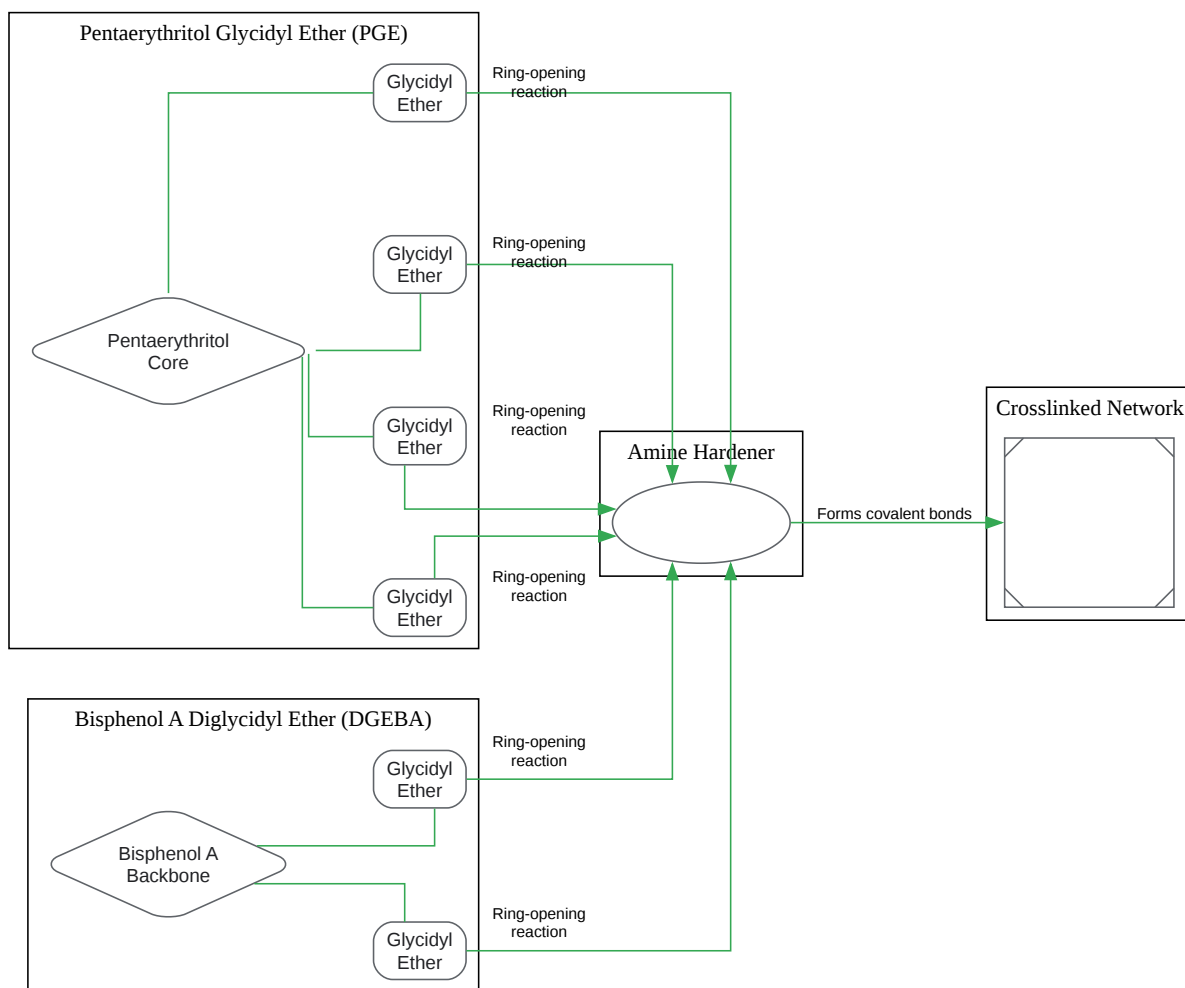 Pentaerythritol Glycidyl Ether (PGE)
Glycidyl
Ether
Ring-opening
reaction
Glycidyl
Ether
Ring-opening
reaction
Pentaerythritol
Core
Glycidyl
Ether
Ring-opening
reaction
Glycidyl
Ether
Ring-opening
reaction
Amine Hardener
Forms covalent bonds
Crosslinked Network
Bisphenol A Diglycidyl Ether (DGEBA)
Glycidyl
Ether
Ring-opening
reaction
Bisphenol A
Backbone
Glycidyl
Ether
Ring-opening
reaction